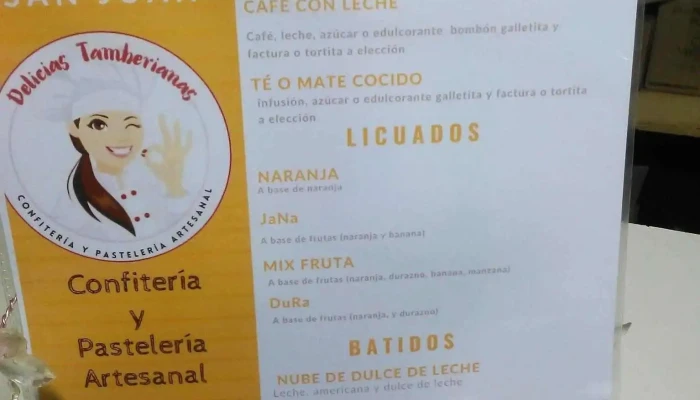 SAN JUAN
Delicias Tamberianas
CONFITERÍA Y PASTELERÍA ARTESANAL
Confitería
y
Pastelería
Artesanal
CAFÉ CON LECHE
Café, leche, azúcar o edulcorante bombón galletita y
factura o tortita a elección
TÉ O MATE COCIDO
Infusión, azúcar o edulcorante galletita y factura o tortita
a elección
LICUADOS
NARANJA
A base de naranja
JaNa
A base de frutas (naranja y banana)
MIX FRUTA
A base de frutas (naranja, durazno, banana, manzana)
DuRa
A base de frutas (naranja, y durazno)
BATIDOS
NUBE DE DULCE DE LECHE
Leche, americana y dulce de leche